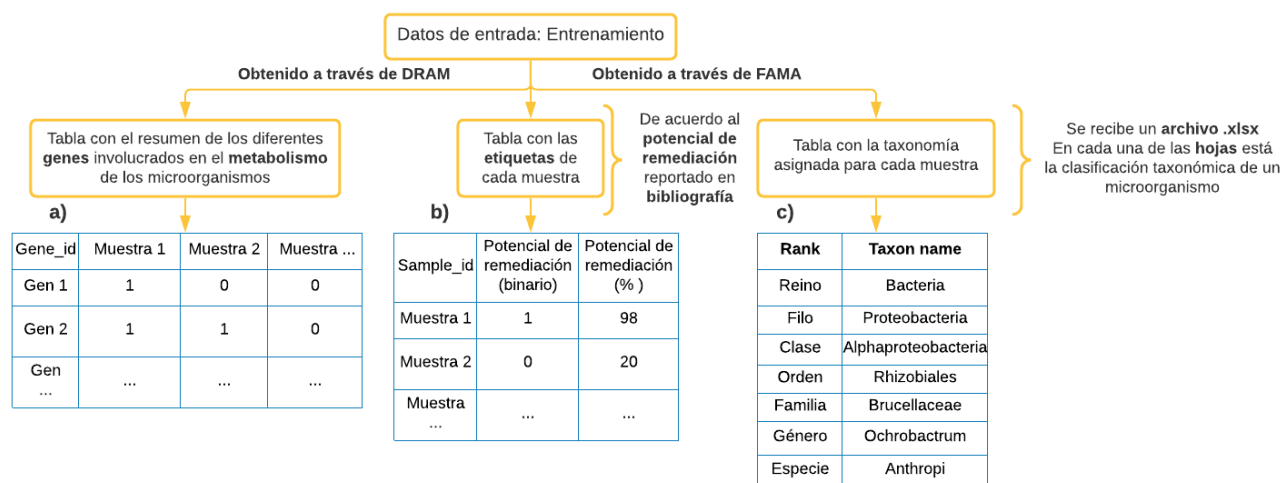 Datos de entrada: Entrenamiento
Obtenido a través de DRAM
Obtenido a través de FAMA
Tabla con el resumen de los diferentes
genes involucrados en el metabolismo
de los microorganismos
Tabla con las
etiquetas de
cada muestra
De acuerdo al
potencial de
remediación
reportado en
bibliografía
Tabla con la taxonomía
asignada para cada muestra
Se recibe un archivo .xlsx
En cada una de las hojas está
la clasificación taxonómica de un
microorganismo
a)
Gene_id Muestra 1 Muestra 2 Muestra ...
Gen 1 1 0 0
Gen 2 1 1 0
Gen
...
... ... ...
b)
Sample_id
Potencial de
remediación
(binario)
Potencial de
remediación
(% )
Muestra 1 1 98
Muestra 2 0 20
Muestra
...
... ...
c)
Rank Taxon name
Reino Bacteria
Filo Proteobacteria
Clase Alphaproteobacteria
Orden Rhizobiales
Familia Brucellaceae
Género Ochrobactrum
Especie Anthropi